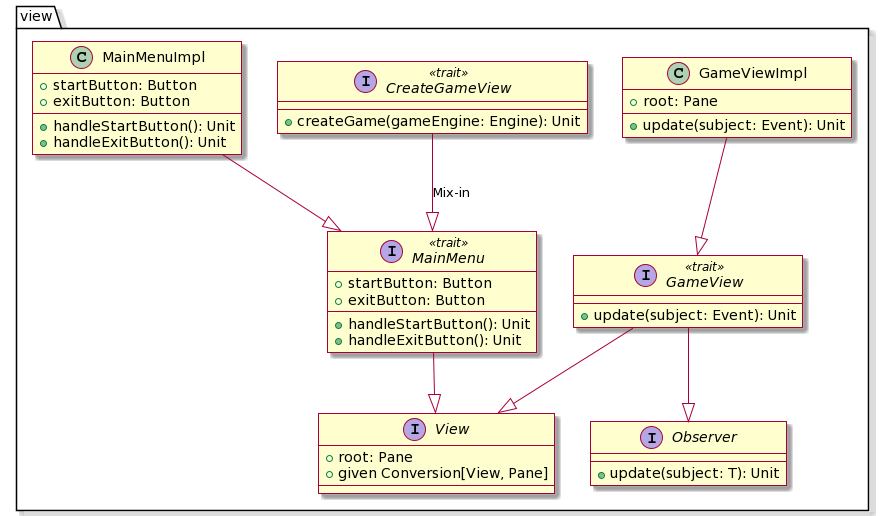 view
C MainMenuImpl
startButton: Button
exitButton: Button
handleStartButton(): Unit
handleExitButton(): Unit
I «trait»
CreateGameView
createGame(gameEngine: Engine): Unit
C GameViewImpl
root: Pane
update(subject: Event): Unit
Mix-in
I «trait»
MainMenu
startButton: Button
exitButton: Button
handleStartButton(): Unit
handleExitButton(): Unit
I «trait»
GameView
update(subject: Event): Unit
I View
root: Pane
given Conversion[View, Pane]
I Observer
update(subject: T): Unit